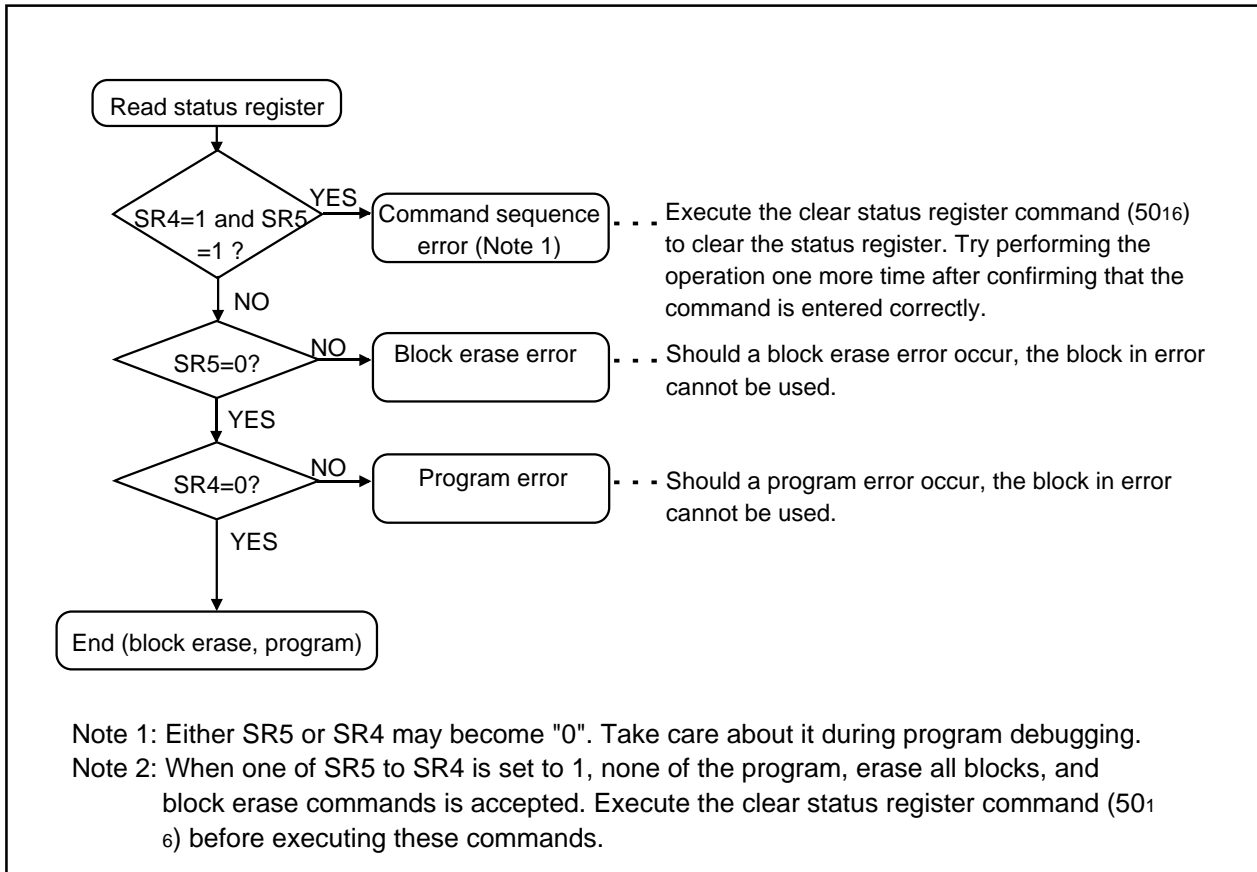 Read status register
YES
SR4=1 and SR5
=1 ?
Command sequence
error (Note 1)
Execute the clear status register command (5016)
to clear the status register. Try performing the
operation one more time after confirming that the
command is entered correctly.
NO
SR5=0?
NO
Block erase error
Should a block erase error occur, the block in error
cannot be used.
YES
SR4=0?
NO
Program error
Should a program error occur, the block in error
cannot be used.
YES
End (block erase, program)
Note 1: Either SR5 or SR4 may become "0". Take care about it during program debugging.
Note 2: When one of SR5 to SR4 is set to 1, none of the program, erase all blocks, and
block erase commands is accepted. Execute the clear status register command (501
6) before executing these commands.